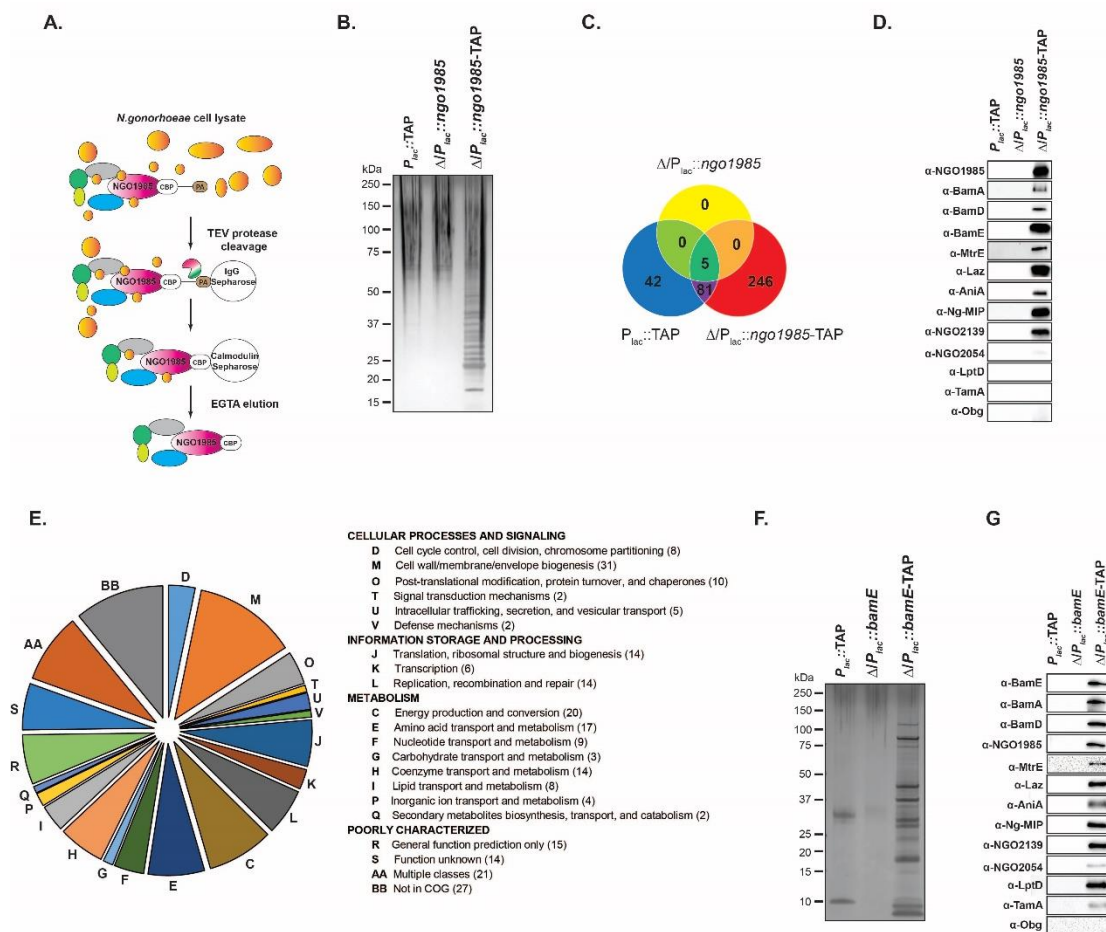 A.
N.gonorrhoeae cell lysate
NGO1985
CBP
PA
TEV protease
cleavage
NGO1985
CBP
PA
IgG
Sepharose
NGO1985
CBP
Calmodulin
Sepharose
EGTA elution
NGO1985
CBP
B.
Plac::TAP
Δ/Plac::ngo1985
Δ/Plac::ngo1985-TAP
kDa
250
150
100
75
50
37
25
20
15
C.
Δ/Plac::ngo1985
0
0
0
5
42
81
246
Plac::TAP
Δ/Plac::ngo1985-TAP
D.
Plac::TAP
Δ/Plac::ngo1985
Δ/Plac::ngo1985-TAP
α-NGO1985
α-BamA
α-BamD
α-BamE
α-MtrE
α-Laz
α-AniA
α-Ng-MIP
α-NGO2139
α-NGO2054
α-LptD
α-TamA
α-Obg
E.
BB
D
M
AA
O
T
U
V
S
J
R
K
Q
P
L
I
H
G
F
E
C
CELLULAR PROCESSES AND SIGNALING
D Cell cycle control, cell division, chromosome partitioning (8)
M Cell wall/membrane/envelope biogenesis (31)
O Post-translational modification, protein turnover, and chaperones (10)
T Signal transduction mechanisms (2)
U Intracellular trafficking, secretion, and vesicular transport (5)
V Defense mechanisms (2)
INFORMATION STORAGE AND PROCESSING
J Translation, ribosomal structure and biogenesis (14)
K Transcription (6)
L Replication, recombination and repair (14)
METABOLISM
C Energy production and conversion (20)
E Amino acid transport and metabolism (17)
F Nucleotide transport and metabolism (9)
G Carbohydrate transport and metabolism (3)
H Coenzyme transport and metabolism (14)
I Lipid transport and metabolism (8)
P Inorganic ion transport and metabolism (4)
Q Secondary metabolites biosynthesis, transport, and catabolism (2)
POORLY CHARACTERIZED
R General function prediction only (15)
S Function unknown (14)
AA Multiple classes (21)
BB Not in COG (27)
F.
Plac::TAP
Δ/Plac::bamE
Δ/Plac::bamE-TAP
kDa
250
150
100
75
50
37
25
20
15
10
G
Plac::TAP
Δ/Plac::bamE
Δ/Plac::bamE-TAP
α-BamE
α-BamA
α-BamD
α-NGO1985
α-MtrE
α-Laz
α-AniA
α-Ng-MIP
α-NGO2139
α-NGO2054
α-LptD
α-TamA
α-Obg